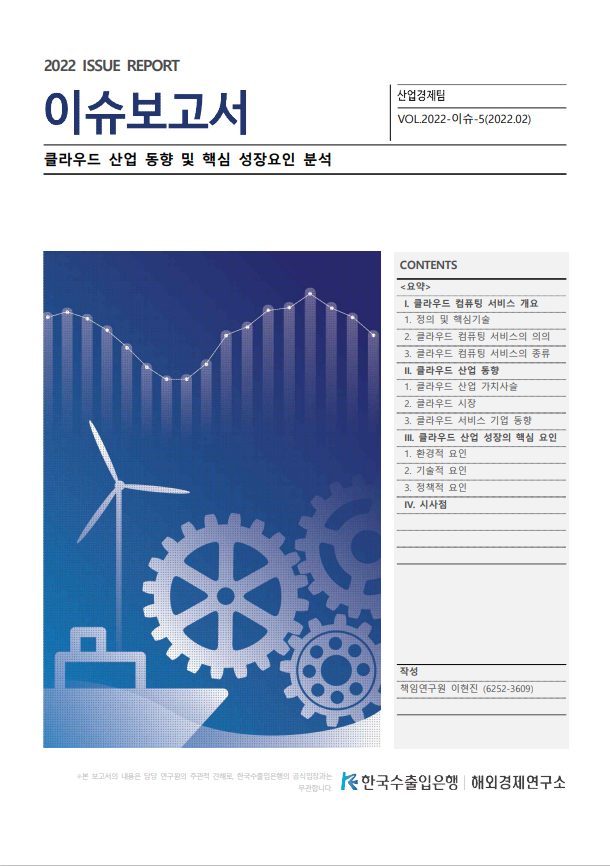 2022 ISSUE REPORT
이슈보고서
산업경제팀
VOL.2022-이슈-5(2022.02)
클라우드 산업 동향 및 핵심 성장요인 분석
CONTENTS
<요약>
I. 클라우드 컴퓨팅 서비스 개요
1. 정의 및 핵심기술
2. 클라우드 컴퓨팅 서비스의 의의
3. 클라우드 컴퓨팅 서비스의 종류
II. 클라우드 산업 동향
1. 클라우드 산업 가치사슬
2. 클라우드 시장
3. 클라우드 서비스 기업 동향
III. 클라우드 산업 성장의 핵심 요인
1. 환경적 요인
2. 기술적 요인
3. 정책적 요인
IV. 시사점
작성
책임연구원 이현진 (6252-3609)
※본 보고서의 내용은 담당 연구원의 주관적 견해로, 한국수출입은행의 공식입장과는
무관합니다.
한국수출입은행 해외경제연구소